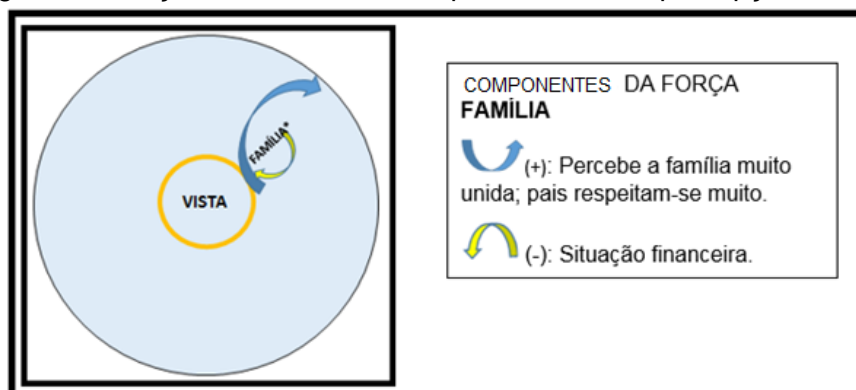 VISTA
FAMÍLIA*
COMPONENTES DA FORÇA
FAMÍLIA
(+): Percebe a família muito
unida; pais respeitam-se muito.
(-): Situação financeira.